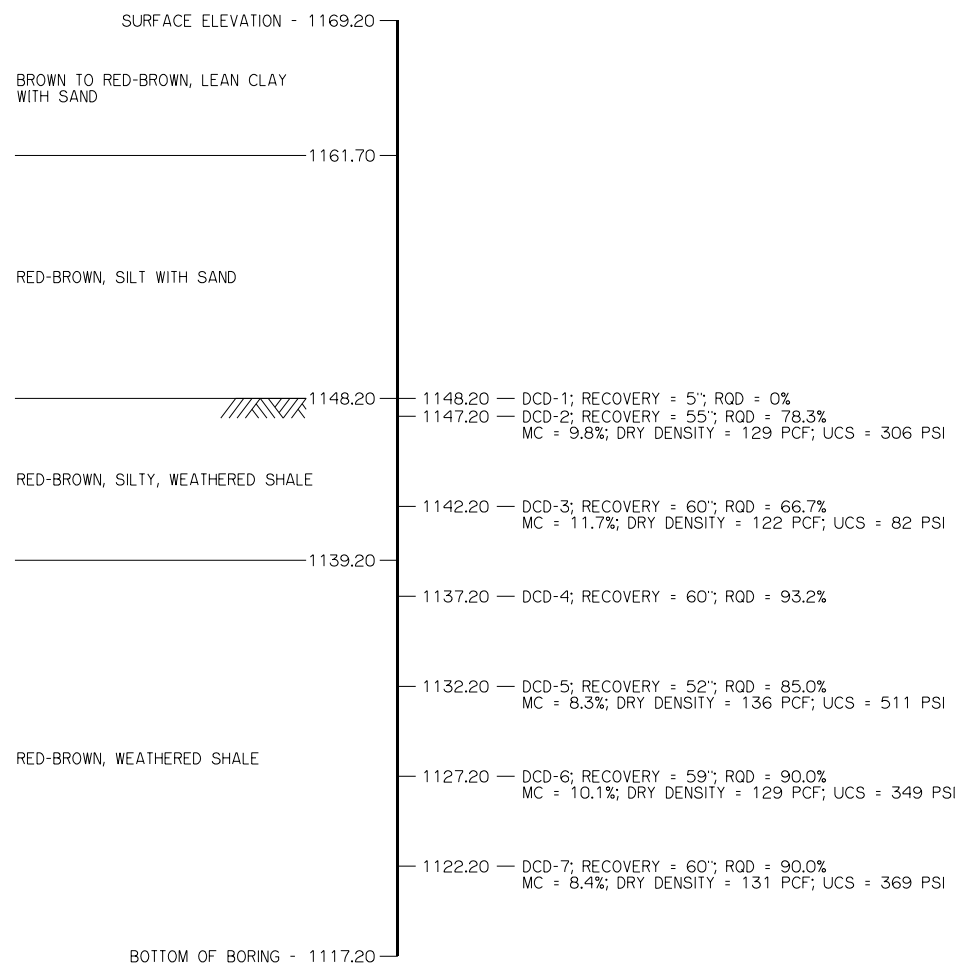 SURFACE ELEVATION - 1169.20
BROWN TO RED-BROWN, LEAN CLAY
WITH SAND
1161.70
RED-BROWN, SILT WITH SAND
1148.20
1148.20 — DCD-1; RECOVERY = 5"; RQD = 0%
1147.20 — DCD-2; RECOVERY = 55"; RQD = 78.3%
MC = 9.8%; DRY DENSITY = 129 PCF; UCS = 306 PSI
RED-BROWN, SILTY, WEATHERED SHALE
1142.20 — DCD-3; RECOVERY = 60"; RQD = 66.7%
MC = 11.7%; DRY DENSITY = 122 PCF; UCS = 82 PSI
1139.20
1137.20 — DCD-4; RECOVERY = 60"; RQD = 93.2%
1132.20 — DCD-5; RECOVERY = 52"; RQD = 85.0%
MC = 8.3%; DRY DENSITY = 136 PCF; UCS = 511 PSI
RED-BROWN, WEATHERED SHALE
1127.20 — DCD-6; RECOVERY = 59"; RQD = 90.0%
MC = 10.1%; DRY DENSITY = 129 PCF; UCS = 349 PSI
1122.20 — DCD-7; RECOVERY = 60"; RQD = 90.0%
MC = 8.4%; DRY DENSITY = 131 PCF; UCS = 369 PSI
BOTTOM OF BORING - 1117.20